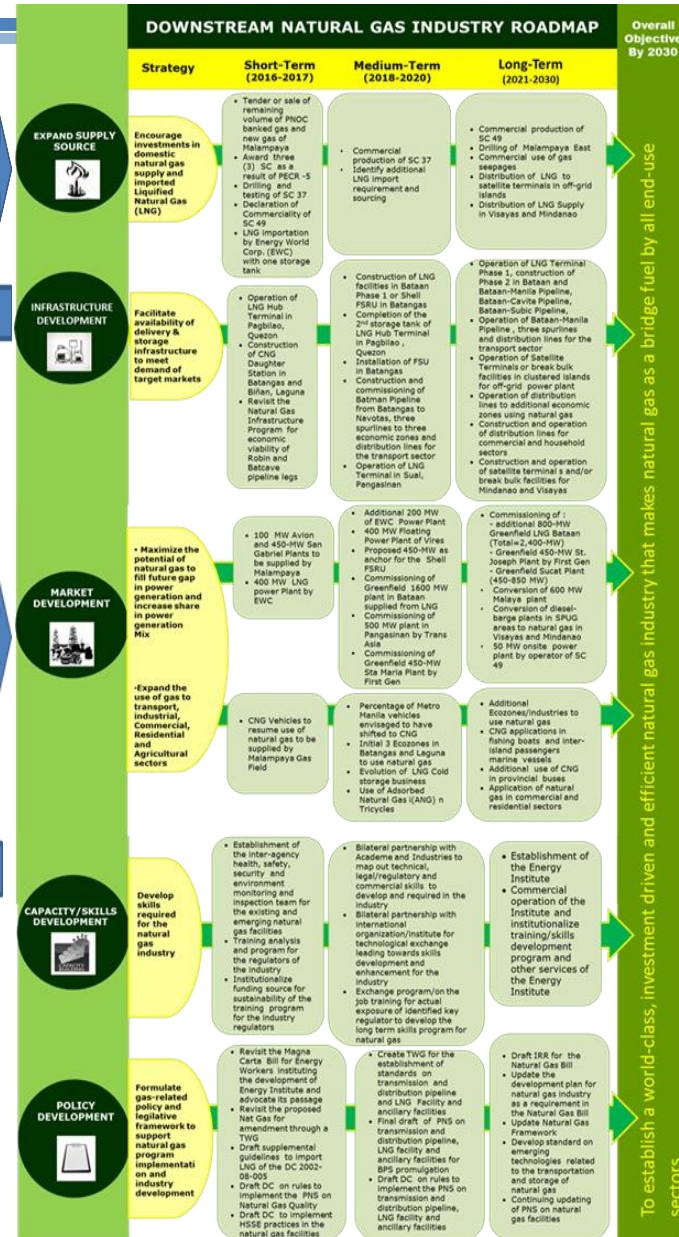 DOWNSTREAM NATURAL GAS INDUSTRY ROADMAP
Overall
Objective
By 2030
Strategy
Short-Term
(2016-2017)
Medium-Term
(2018-2020)
Long-Term
(2021-2030)
EXPAND SUPPLY
SOURCE
Encourage
investments in
domestic
natural gas
supply and
imported
Liquified
Natural Gas
(LNG)
• Tender or sale of
remaining
volume of PNOC
banked gas and
new gas of
Malampaya
• Award three
(3) SC as a
result of PECR -5
• Drilling and
testing of SC 37
• Declaration of
Commerciality of
SC 49
• LNG importation
by Energy World
Corp. (EWC)
with one storage
tank
• Commercial
production of SC 37
• Identify additional
LNG import
requirement and
sourcing
• Commercial production of
SC 49
• Drilling of Malampaya East
• Commercial use of gas
seepages
• Distribution of LNG to
satellite terminals in off-grid
islands
• Distribution of LNG Supply
in Visayas and Mindanao
INFRASTRUCTURE
DEVELOPMENT
Facilitate
availability of
delivery &
storage
infrastructure
to meet
demand of
target markets
• Operation of
LNG Hub
Terminal in
Pagbilao,
Quezon
• Construction
of CNG
Daughter
Station in
Batangas and
Biñan, Laguna
• Revisit the
Natural Gas
Infrastructure
Program for
economic
viability of
Robin and
Batcave
pipeline legs
• Construction of LNG
facilities in Bataan
Phase 1 or Shell
FSRU in Batangas
• Completion of the
2nd storage tank of
LNG Hub Terminal
in Pagbilao ,
Quezon
• Installation of FSU
in Batangas
• Construction and
commissioning of
Batman Pipeline
from Batangas to
Navotas, three
spurlines to three
economic zones and
distribution lines for
the transport sector
• Operation of LNG
Terminal in Sual,
Pangasinan
• Operation of LNG Terminal
Phase 1, construction of
Phase 2 in Bataan and
Bataan-Manila Pipeline,
Bataan-Cavite Pipeline,
Bataan-Subic Pipeline,
• Operation of Bataan-Manila
Pipeline , three spurlines
and distribution lines for the
transport sector
• Operation of Satellite
Terminals or break bulk
facilities in clustered islands
for off-grid power plant
• Operation of distribution
lines to additional economic
zones using natural gas
• Construction and operation
of distribution lines for
commercial and household
sectors
• Construction and operation
of satellite terminal s and/or
break bulk facilities for
Mindanao and Visayas
MARKET
DEVELOPMENT
• Maximize the
potential of
natural gas to
fill future gap
in power
generation and
increase share
in power
generation
Mix
• 100 MW Avion
and 450-MW San
Gabriel Plants to
be supplied by
Malampaya
• 400 MW LNG
power Plant by
EWC
• Additional 200 MW
of EWC Power Plant
• 400 MW Floating
Power Plant of Vires
• Proposed 450-MW as
anchor for the Shell
FSRU
• Commissioning of
Greenfield 1600 MW
plant in Bataan
supplied from LNG
• Commissioning of
500 MW plant in
Pangasinan by Trans
Asia
• Commissioning of
Greenfield 450-MW
Sta Maria Plant by
First Gen
• Commissioning of :
- additional 800-MW
Greenfield LNG Bataan
(Total=2,400-MW)
- Greenfield 450-MW St.
Joseph Plant by First Gen
- Greenfield Sucat Plant
(450-850 MW)
• Conversion of 600 MW
Malaya plant
• Conversion of diesel-
barge plants in SPUG
areas to natural gas in
Visayas and Mindanao
• 50 MW onsite power
plant by operator of SC
49
•Expand the
use of gas to
transport,
industrial,
Commercial,
Residential
and
Agricultural
sectors
• CNG Vehicles to
resume use of
natural gas to be
supplied by
Malampaya Gas
Field
• Percentage of Metro
Manila vehicles
envisaged to have
shifted to CNG
• Initial 3 Ecozones in
Batangas and Laguna
to use natural gas
• Evolution of LNG Cold
storage business
• Use of Adsorbed
Natural Gas i(ANG) n
Tricycles
• Additional
Ecozones/industries to
use natural gas
• CNG applications in
fishing boats and inter-
island passengers
marine vessels
• Additional use of CNG
in provincial buses
• Application of natural
gas in commercial and
residential sectors
CAPACITY/SKILLS
DEVELOPMENT
Develop
skills
required
for the
natural
gas
industry
• Establishment of
the inter-agency
health, safety,
security and
environment
monitoring and
inspection team for
the existing and
emerging natural
gas facilities
• Training analysis
and program for
the regulators of
the industry
• Institutionalize
funding source for
sustainability of the
training program
for the industry
regulators
• Bilateral partnership with
Academe and Industries to
map out technical,
legal/regulatory and
commercial skills to
develop and required in the
industry
• Bilateral partnership with
international
organization/institute for
technological exchange
leading towards skills
development and
enhancement for the
industry
• Exchange program/on the
job training for actual
exposure of identified key
regulator to develop the
long term skills program for
natural gas
• Establishment of
the Energy
Institute
• Commercial
operation of the
Institute and
institutionalize
training/skills
development
program and
other services of
the Energy
Institute
POLICY
DEVELOPMENT
Formulate
gas-related
policy and
legislative
framework to
support
natural gas
program
implementati
on and
industry
development
• Revisit the Magna
Carta Bill for Energy
Workers instituting
the development of
Energy Institute and
advocate its passage
• Revisit the proposed
Nat Gas for
amendment through a
TWG
• Draft supplemental
guidelines to import
LNG of the DC 2002-
08-005
• Draft DC on rules to
implement the PNS on
Natural Gas Quality
• Draft DC to implement
HSSE practices in the
natural gas facilities
• Create TWG for the
establishment of
standards on
transmission and
distribution pipeline
and LNG Facility and
ancillary facilities
• Final draft of PNS on
transmission and
distribution pipeline,
LNG facility and
ancillary facilities for
BPS promulgation
• Draft DC on rules to
implement the PNS on
transmission and
distribution pipeline,
LNG facility and
ancillary facilities
• Draft IRR for the
Natural Gas Bill
• Update the
development plan for
natural gas industry
as a requirement in
the Natural Gas Bill
• Update Natural Gas
Framework
• Develop standard on
emerging
technologies related
to the transportation
and storage of
natural gas
• Continuing updating
of PNS on natural
gas facilities
To establish a world-class, investment driven and efficient natural gas industry that makes natural gas as a bridge fuel by all end-use
sectors